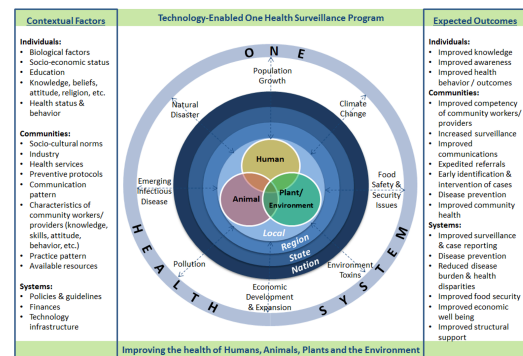 Contextual Factors
Individuals:
• Biological factors
• Socio-economic status
• Education
• Knowledge, beliefs,
attitude, religion, etc.
• Health status &
behavior
Communities:
• Socio-cultural norms
• Industry
• Health services
• Preventive protocols
• Communication
pattern
• Characteristics of
community workers/
providers (knowledge,
skills, attitude,
behavior, etc.)
• Practice pattern
• Available resources
Systems:
• Policies & guidelines
• Finances
• Technology
infrastructure
Technology-Enabled One Health Surveillance Program
O N E
H E A L T H
S Y S T E M
Population
Growth
Natural
Disaster
Climate
Change
Emerging
Infectious
Disease
Food
Safety &
Security
Issues
Pollution
Environment
Toxins
Economic
Development
& Expansion
Human
Animal
Plant/
Environment
Local
Region
State
Nation
Improving the health of Humans, Animals, Plants and the Environment
Expected Outcomes
Individuals:
• Improved knowledge
• Improved awareness
• Improved health
behavior / outcomes
Communities:
• Improved competency
of community workers/
providers
• Increased surveillance
• Improved
communications
• Expedited referrals
• Early identification &
intervention of cases
• Disease prevention
• Improved community
health
Systems:
• Improved surveillance
& case reporting
• Disease prevention
• Reduced disease
burden & health
disparities
• Improved food security
• Improved economic
well being
• Improved structural
support